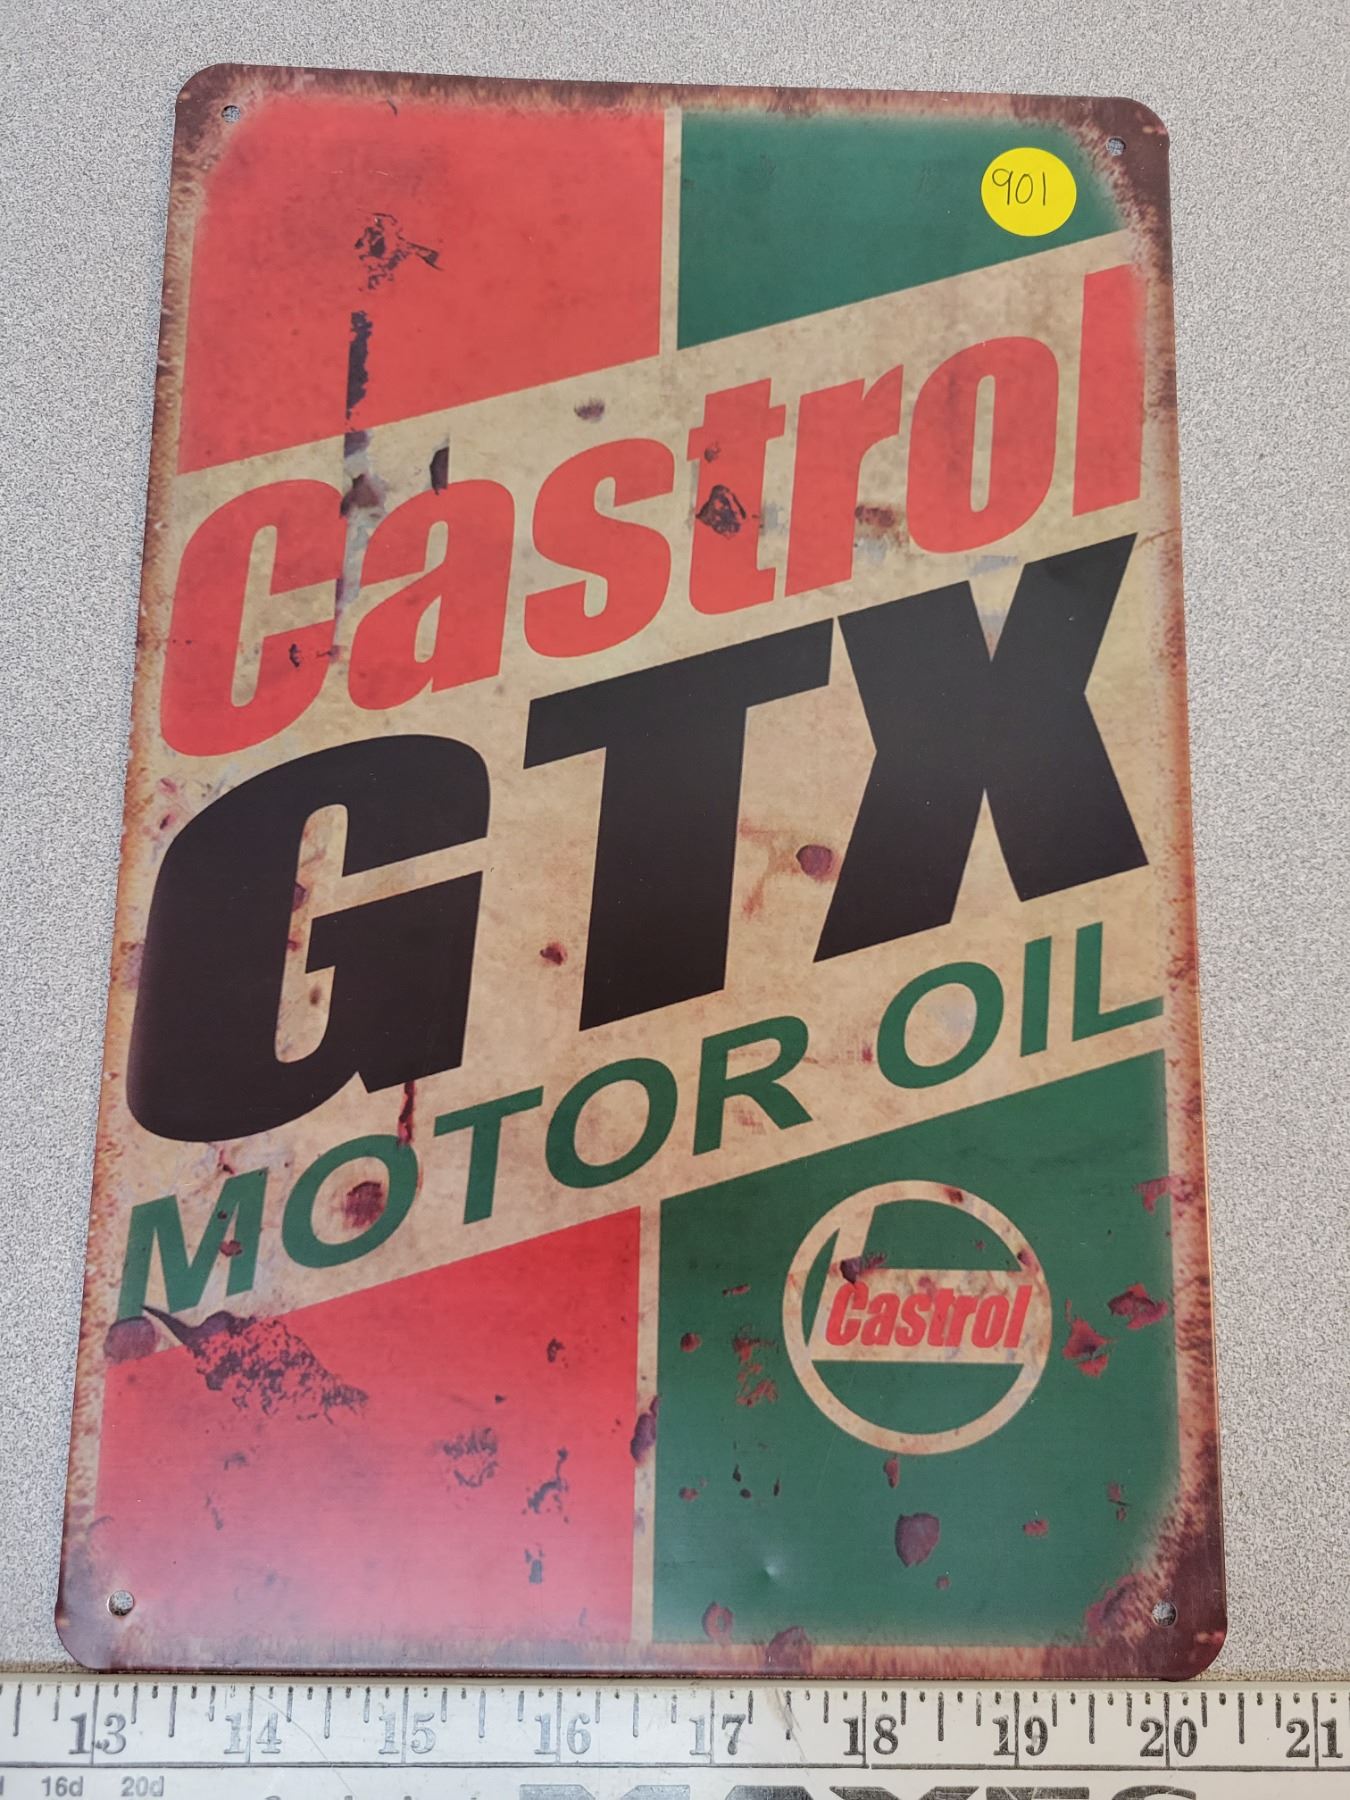 901
Castrol
GTX
MOTOR OIL
Castrol
13 14 15 16 17 18 19 20 21
16d 20d